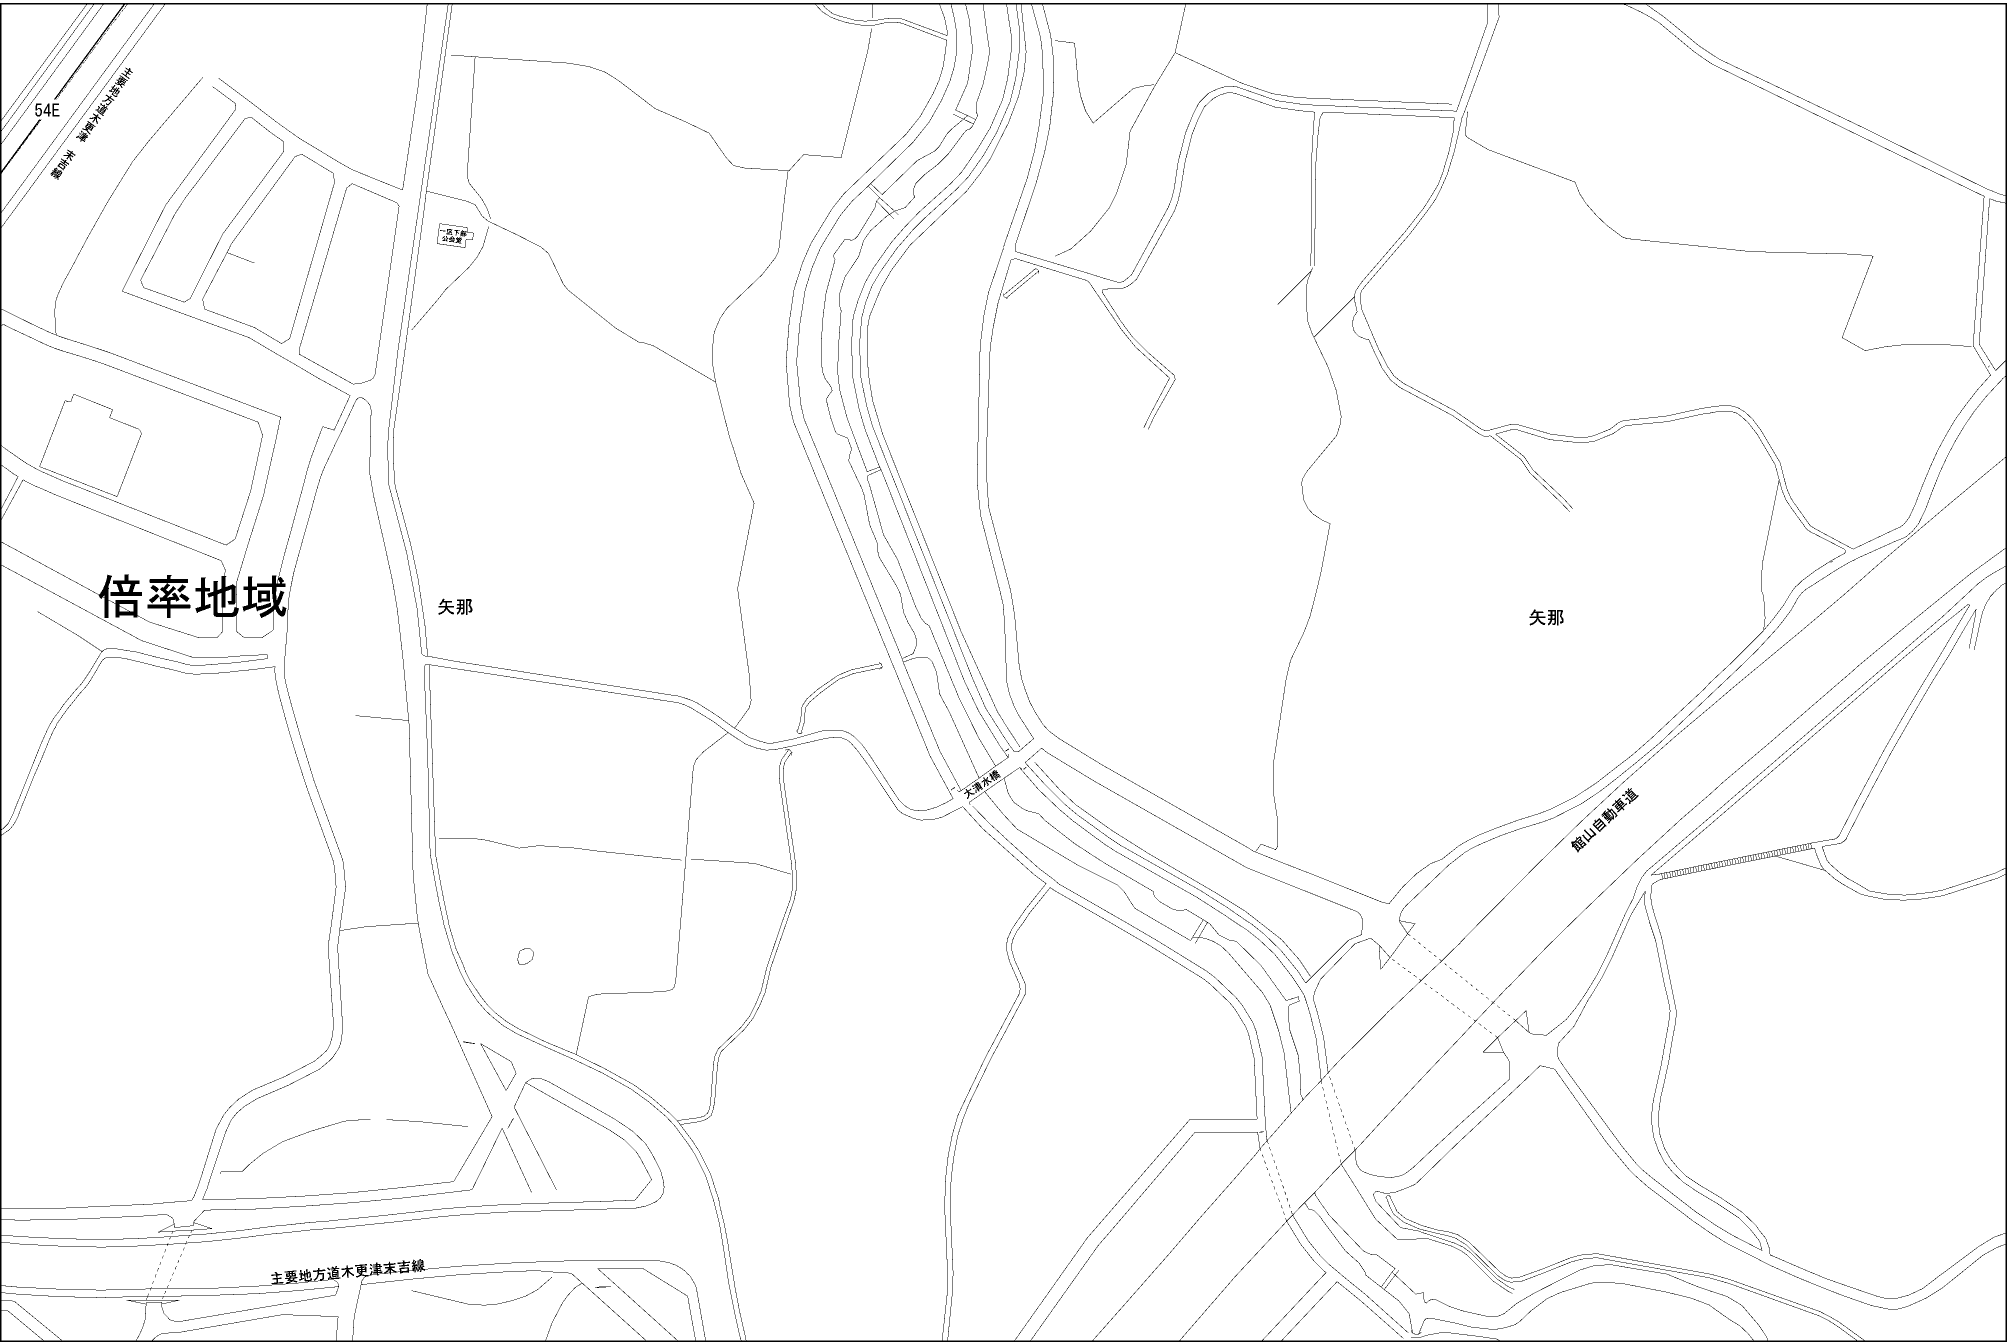 主要地方道木更津　末吉線
54E
一区下部
公会堂
倍率地域
矢那
矢那
大清水橋
館山自動車道
主要地方道木更津末吉線